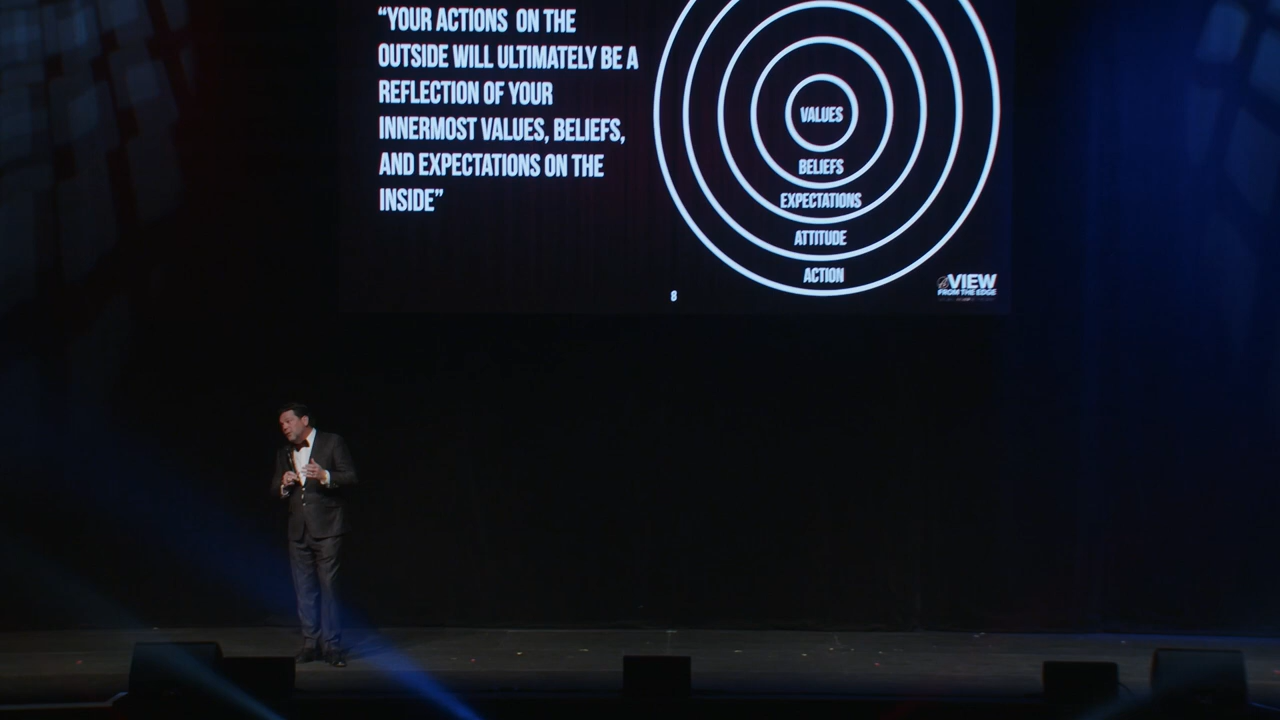 “YOUR ACTIONS ON THE
OUTSIDE WILL ULTIMATELY BE A
REFLECTION OF YOUR
INNERMOST VALUES, BELIEFS,
AND EXPECTATIONS ON THE
INSIDE”
VALUES
BELIEFS
EXPECTATIONS
ATTITUDE
ACTION
8
VIEW
FROM THE EDGE